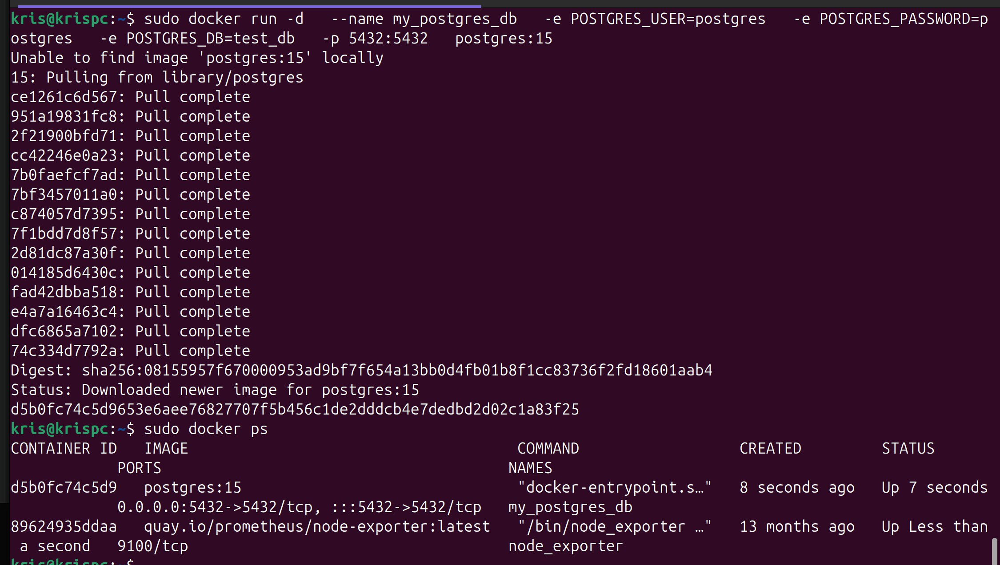 kris@krispc:~$ sudo docker run -d   --name my_postgres_db   -e POSTGRES_USER=postgres   -e POSTGRES_PASSWORD=p
ostgres   -e POSTGRES_DB=test_db   -p 5432:5432   postgres:15
Unable to find image 'postgres:15' locally
15: Pulling from library/postgres
ce1261c6d567: Pull complete
951a19831fc8: Pull complete
2f21900bfd71: Pull complete
cc42246e0a23: Pull complete
7b0faefcf7ad: Pull complete
7bf3457011a0: Pull complete
c874057d7395: Pull complete
7f1bdd7d8f57: Pull complete
2d81dc87a30f: Pull complete
014185d6430c: Pull complete
fad42dbba518: Pull complete
e4a7a16463c4: Pull complete
dfc6865a7102: Pull complete
74c334d7792a: Pull complete
Digest: sha256:08155957f670000953ad9bf7f654a13bb0d4fb01b8f1cc83736f2fd18601aab4
Status: Downloaded newer image for postgres:15
d5b0fc74c5d9653e6aee76827707f5b456c1de2dddcb4e7dedbd2d02c1a83f25
kris@krispc:~$ sudo docker ps
CONTAINER ID   IMAGE                                     COMMAND                  CREATED         STATUS
            PORTS                                       NAMES
d5b0fc74c5d9   postgres:15                               "docker-entrypoint.s…"   8 seconds ago   Up 7 seconds
            0.0.0.0:5432->5432/tcp, :::5432->5432/tcp   my_postgres_db
89624935ddaa   quay.io/prometheus/node-exporter:latest   "/bin/node_exporter …"   13 months ago   Up Less than
 a second   9100/tcp                                    node_exporter
kris@krispc:~$